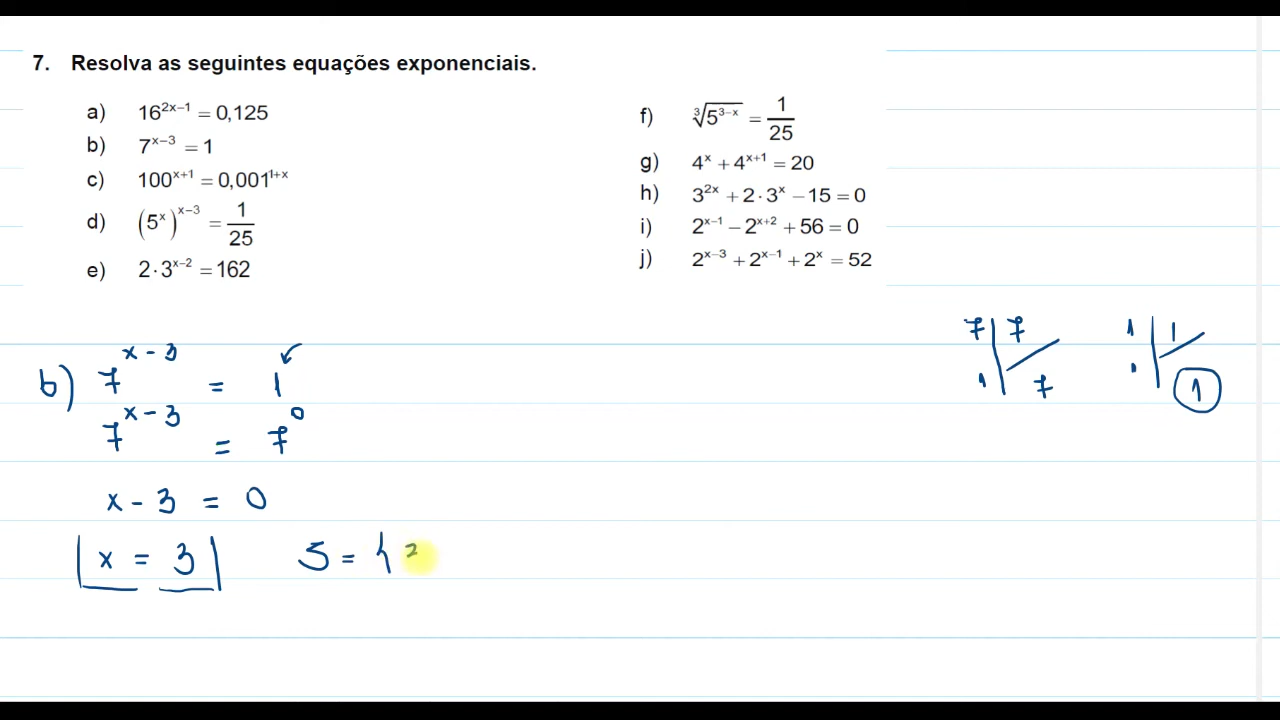 7. Resolva as seguintes equações exponenciais.
a) 16^{2x–1} = 0,125
b) 7^{x–3} = 1
c) 100^{x+1} = 0,001^{1+x}
d) (5^x)^{x–3} = 1/25
e) 2·3^{x–2} = 162
f) ∛(5^{3–x}) = 1/25
g) 4^x + 4^{x+1} = 20
h) 3^{2x} + 2·3^x – 15 = 0
i) 2^{x–1} – 2^{x+2} + 56 = 0
j) 2^{x–3} + 2^{x–1} + 2^x = 52
b) 7^{x-3} = 1
7^{x-3} = 7^0
x - 3 = 0
x = 3 S = {
7 | 7
1 | 7
1 | 1
1 | 1